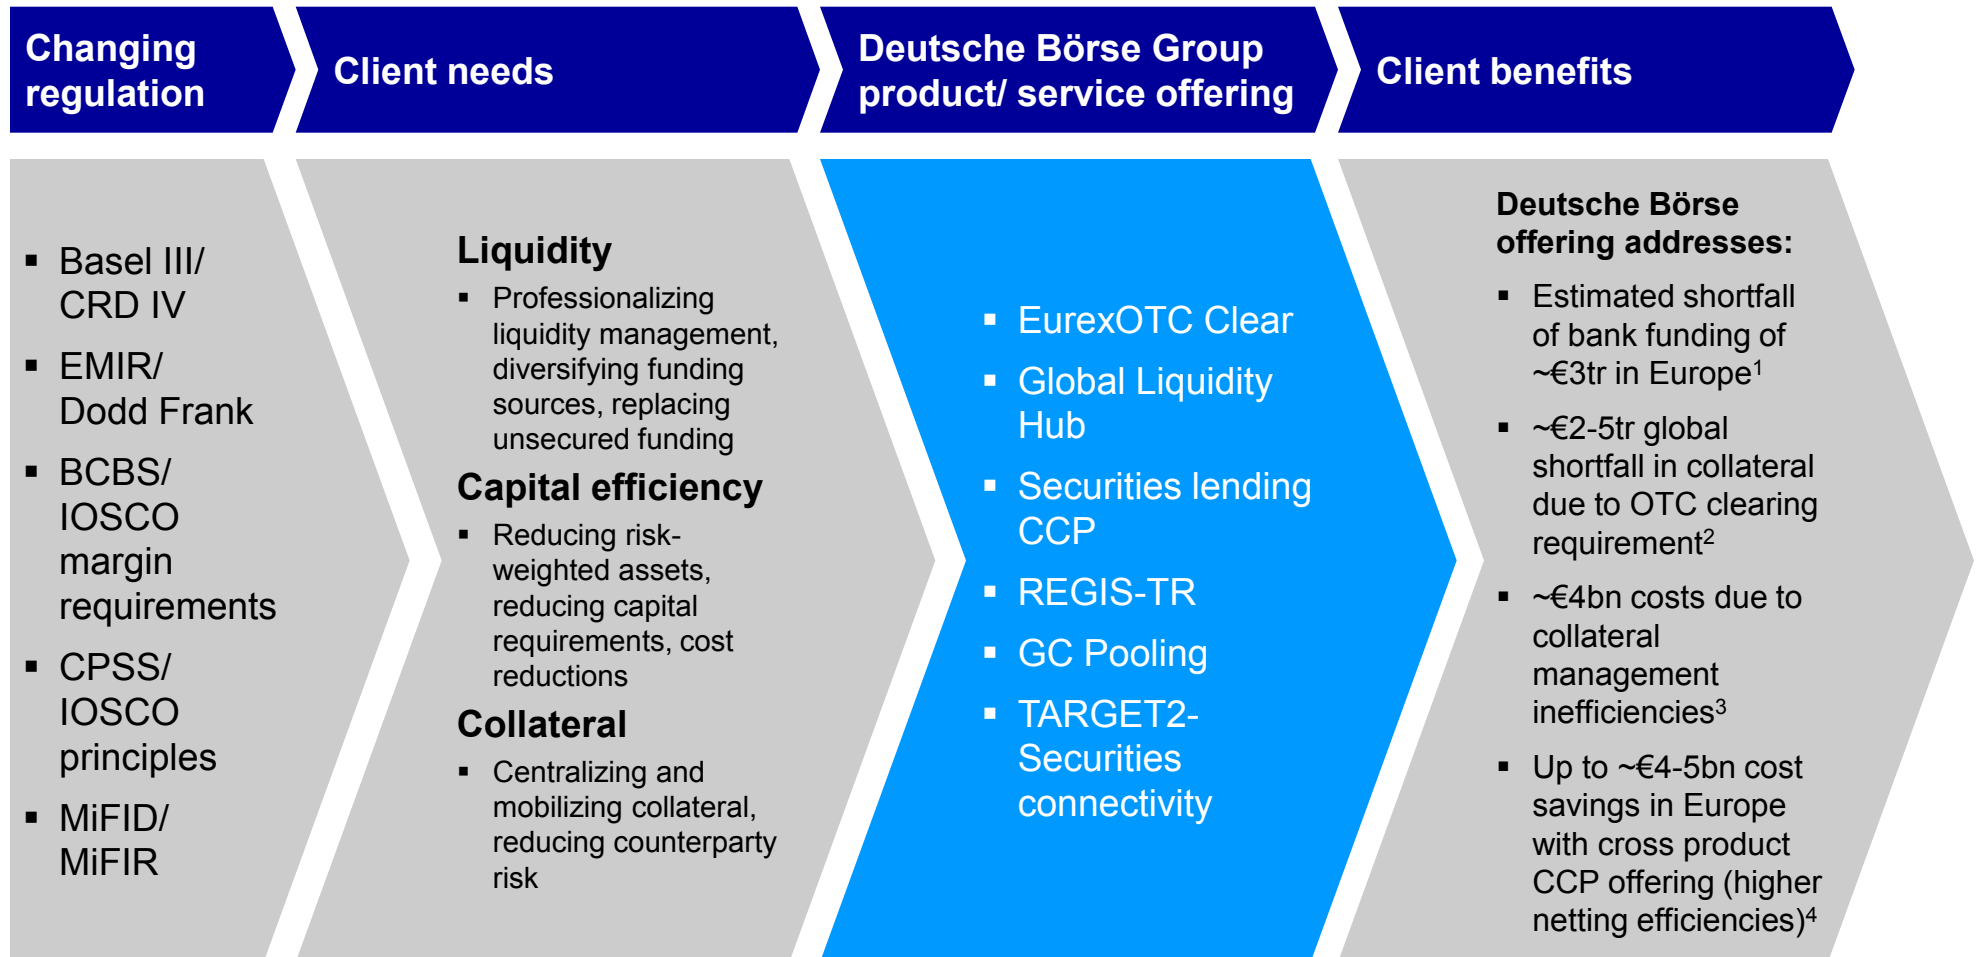 Changing
regulation
Client needs
Deutsche Börse Group
product/ service offering
Client benefits
▪ Basel III/
CRD IV
▪ EMIR/
Dodd Frank
▪ BCBS/
IOSCO
margin
requirements
▪ CPSS/
IOSCO
principles
▪ MiFID/
MiFIR
Liquidity
▪ Professionalizing
liquidity management,
diversifying funding
sources, replacing
unsecured funding
Capital efficiency
▪ Reducing risk-
weighted assets,
reducing capital
requirements, cost
reductions
Collateral
▪ Centralizing and
mobilizing collateral,
reducing counterparty
risk
▪ EurexOTC Clear
▪ Global Liquidity
Hub
▪ Securities lending
CCP
▪ REGIS-TR
▪ GC Pooling
▪ TARGET2-
Securities
connectivity
Deutsche Börse
offering addresses:
▪ Estimated shortfall
of bank funding of
~€3tr in Europe¹
▪ ~€2-5tr global
shortfall in collateral
due to OTC clearing
requirement²
▪ ~€4bn costs due to
collateral
management
inefficiencies³
▪ Up to ~€4-5bn cost
savings in Europe
with cross product
CCP offering (higher
netting efficiencies)⁴